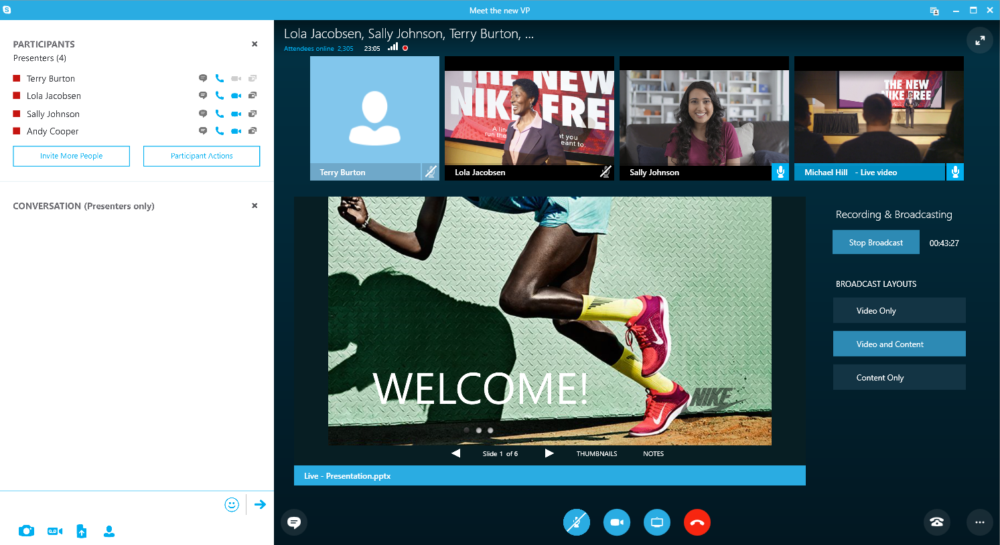 Meet the new VP
PARTICIPANTS
Presenters (4)
Terry Burton
Lola Jacobsen
Sally Johnson
Andy Cooper
Invite More People
Participant Actions
CONVERSATION (Presenters only)
Lola Jacobsen, Sally Johnson, Terry Burton, ...
Attendees online 2,305 23:05
THE NEW
NIKE FREE
A lin
run the
at you
eant to.
THE NEW
NIKE FREE
Terry Burton
Lola Jacobsen
Sally Johnson
Michael Hill - Live video
WELCOME!
NIKE
Slide 1 of 6
THUMBNAILS
NOTES
Live - Presentation.pptx
Recording & Broadcasting
Stop Broadcast
00:43:27
BROADCAST LAYOUTS
Video Only
Video and Content
Content Only